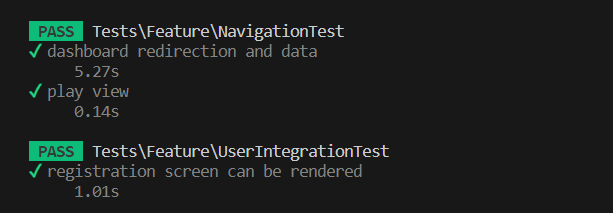 PASS Tests\Feature\NavigationTest
✓ dashboard redirection and data
5.27s
✓ play view
0.14s
PASS Tests\Feature\UserIntegrationTest
✓ registration screen can be rendered
1.01s